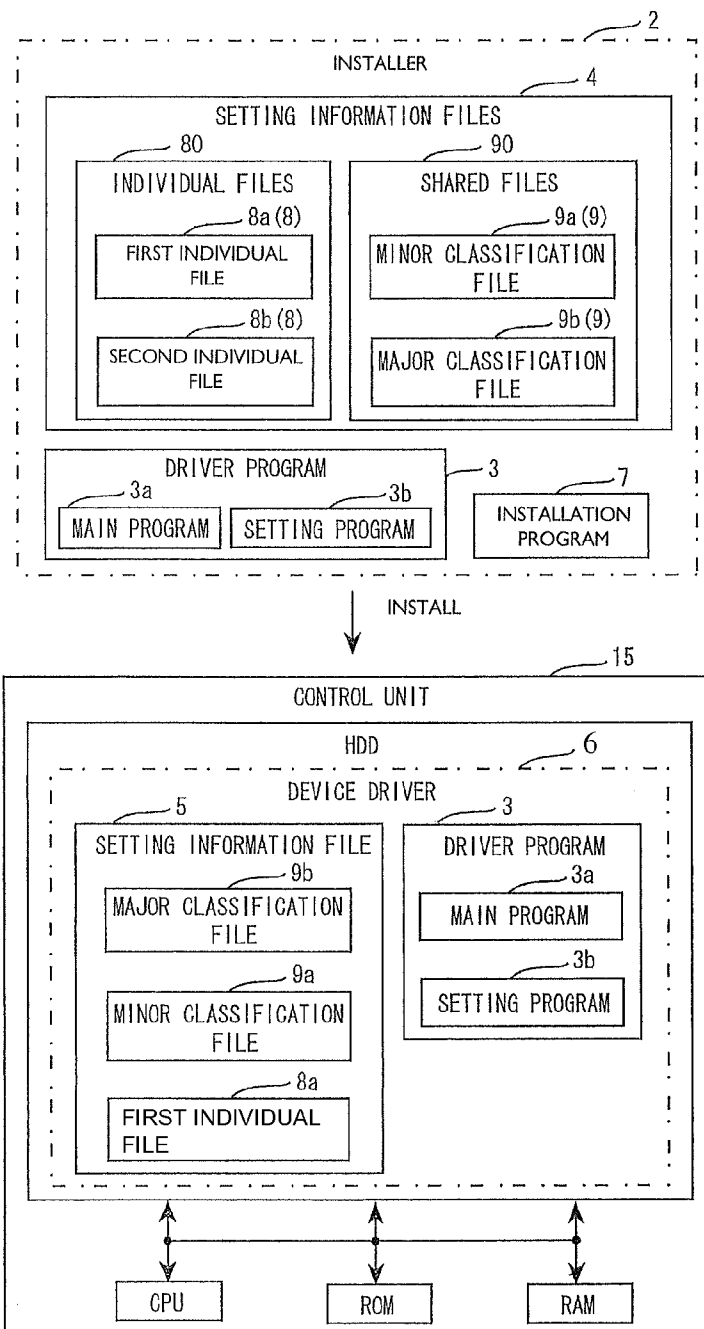 2
INSTALLER
4
SETTING INFORMATION FILES
80
90
INDIVIDUAL FILES
SHARED FILES
8a (8)
9a (9)
FIRST INDIVIDUAL
FILE
MINOR CLASSIFICATION
FILE
8b (8)
9b (9)
SECOND INDIVIDUAL
FILE
MAJOR CLASSIFICATION
FILE
DRIVER PROGRAM
3
3a
3b
7
MAIN PROGRAM
SETTING PROGRAM
INSTALLATION
PROGRAM
INSTALL
15
CONTROL UNIT
HDD
6
DEVICE DRIVER
5
3
SETTING INFORMATION FILE
DRIVER PROGRAM
9b
3a
MAJOR CLASSIFICATION
FILE
MAIN PROGRAM
9a
3b
MINOR CLASSIFICATION
FILE
SETTING PROGRAM
8a
FIRST INDIVIDUAL
FILE
CPU
ROM
RAM